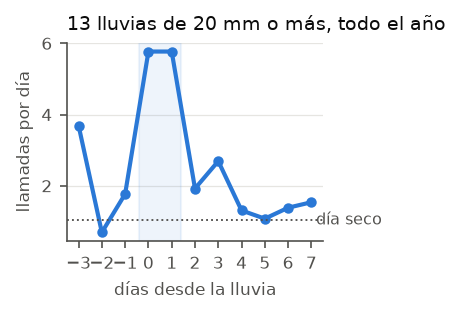 13 lluvias de 20 mm o más, todo el año
llamadas por día
6
4
2
día seco
−3 −2 −1 0 1 2 3 4 5 6 7
días desde la lluvia